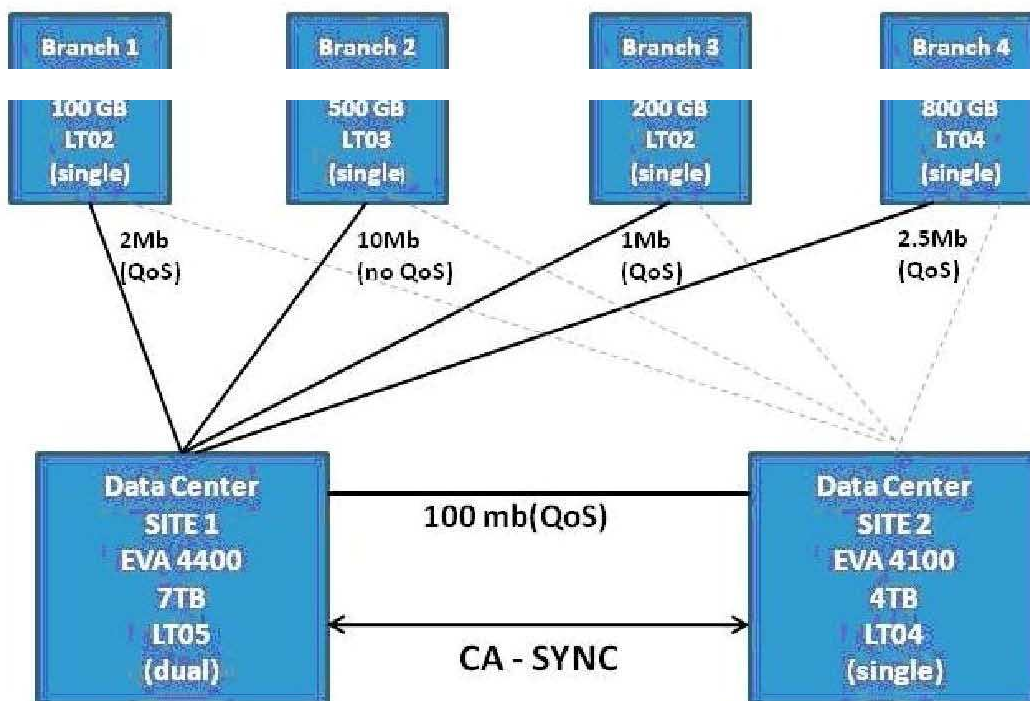 Branch 1
100 GB
LT02
(single)
Branch 2
500 GB
LT03
(single)
Branch 3
200 GB
LT02
(single)
Branch 4
800 GB
LT04
(single)
2Mb
(QoS)
10Mb
(no QoS)
1Mb
(QoS)
2.5Mb
(QoS)
Data Center
SITE 1
EVA 4400
7TB
LT05
(dual)
100 mb(QoS)
CA - SYNC
Data Center
SITE 2
EVA 4100
4TB
LT04
(single)